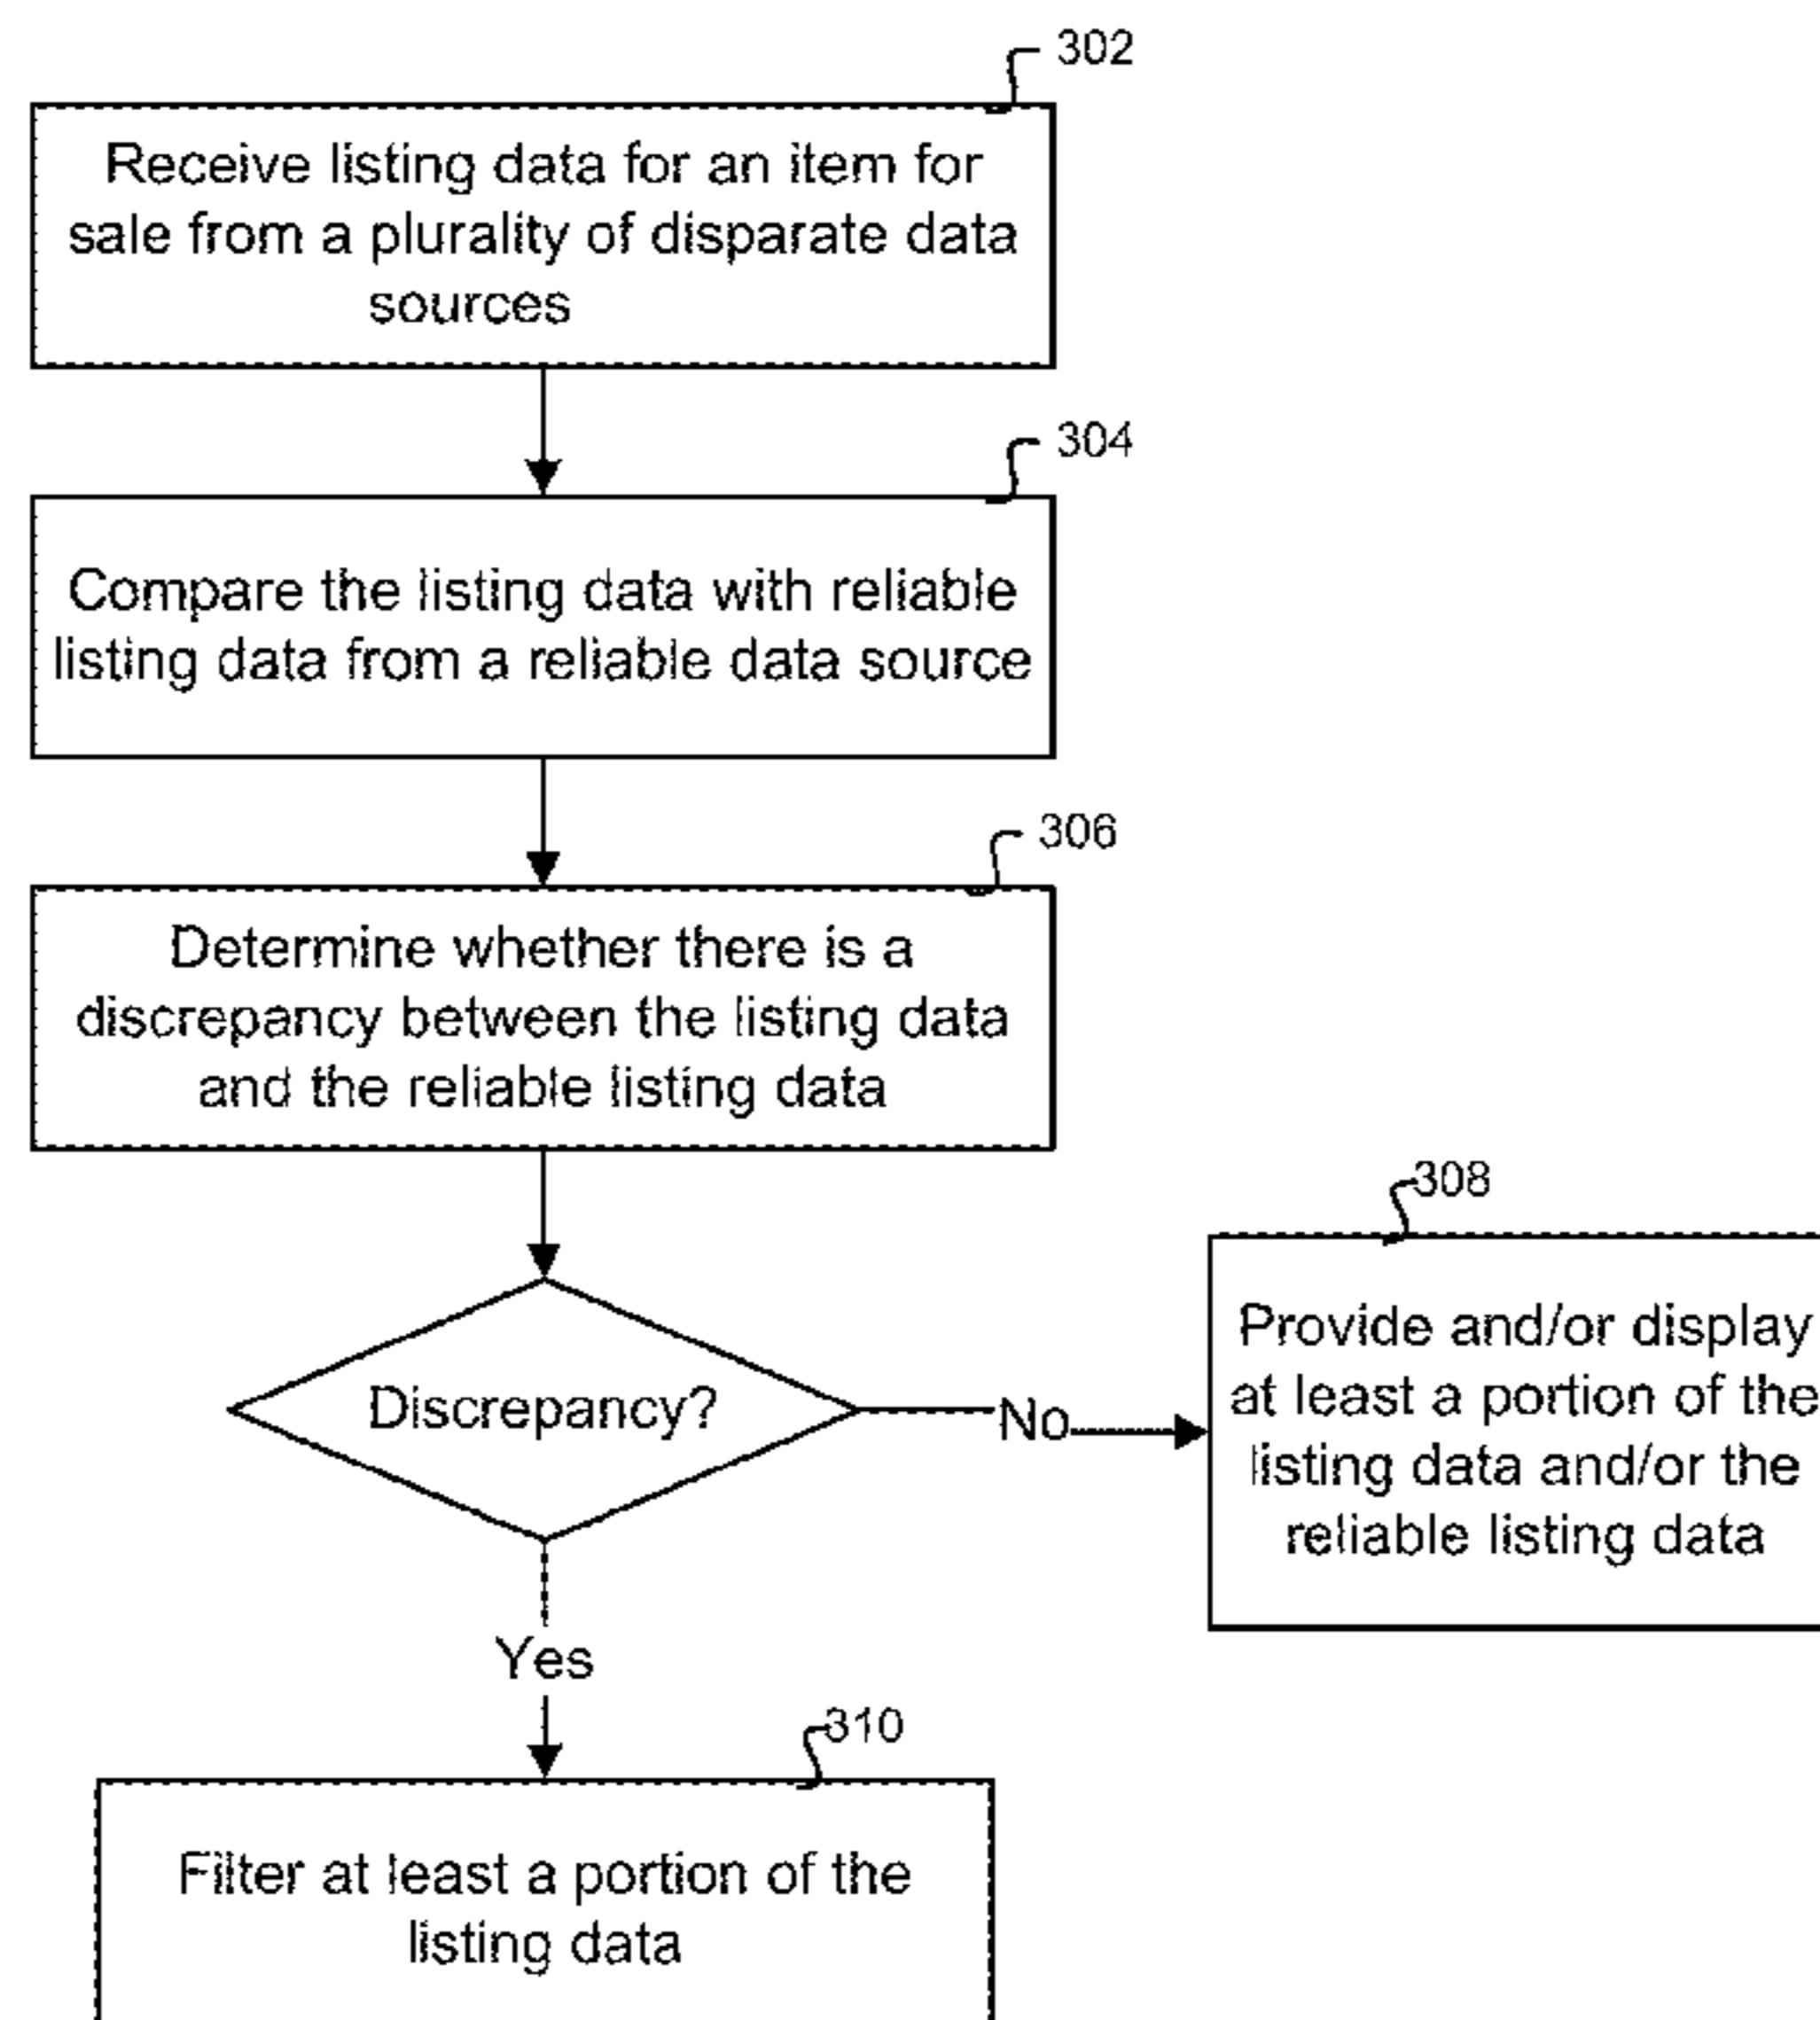 302
Receive listing data for an item for
sale from a plurality of disparate data
sources
304
Compare the listing data with reliable
listing data from a reliable data source
306
Determine whether there is a
discrepancy between the listing data
and the reliable listing data
Discrepancy?
No
308
Provide and/or display
at least a portion of the
listing data and/or the
reliable listing data
Yes
310
Filter at least a portion of the
listing data